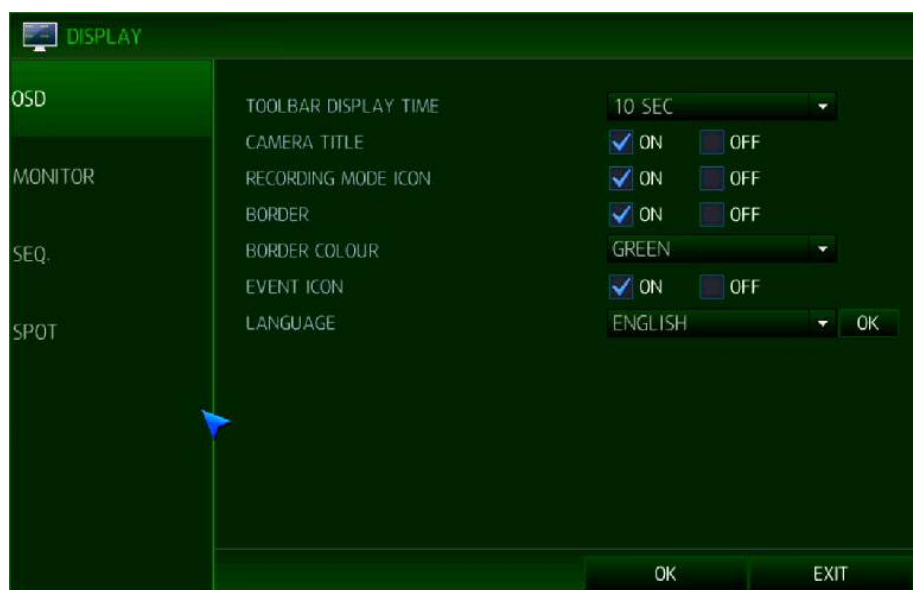 DISPLAY
OSD
MONITOR
SEQ.
SPOT
TOOLBAR DISPLAY TIME 10 SEC
CAMERA TITLE ON OFF
RECORDING MODE ICON ON OFF
BORDER ON OFF
BORDER COLOUR GREEN
EVENT ICON ON OFF
LANGUAGE ENGLISH OK
OK EXIT